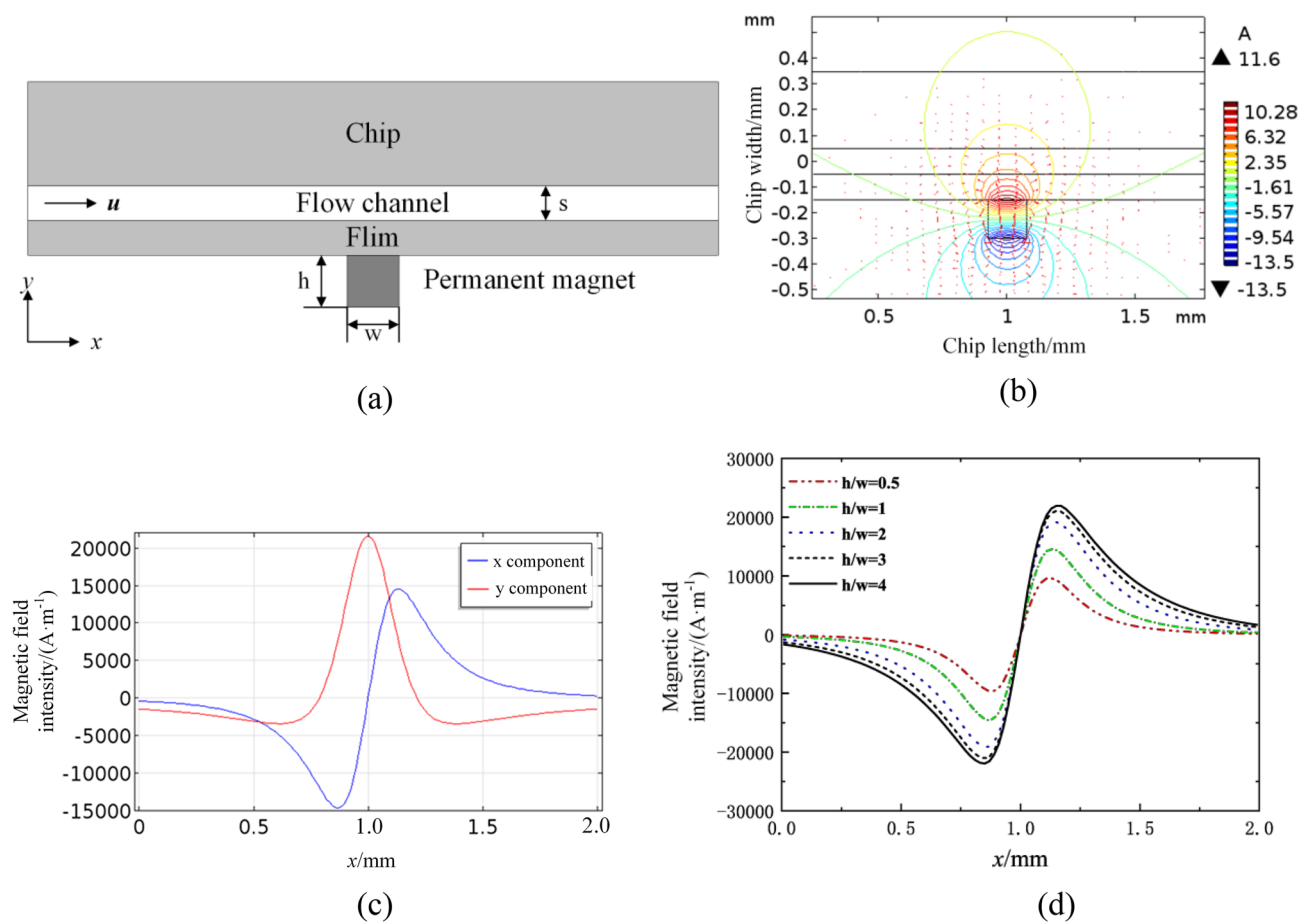 Chip
u
Flow channel
s
Flim
h
Permanent magnet
w
y
x
(a)
mm
A
11.6
0.4
0.3
0.2
0.1
0
-0.1
-0.2
-0.3
-0.4
-0.5
Chip width/mm
10.28
6.32
2.35
-1.61
-5.57
-9.54
-13.5
-13.5
0.5
1
1.5
mm
Chip length/mm
(b)
20000
15000
10000
5000
0
-5000
-10000
-15000
Magnetic field
intensity/(A·m⁻¹)
x component
y component
0
0.5
1.0
1.5
2.0
x/mm
(c)
30000
20000
10000
0
-10000
-20000
-30000
Magnetic field
intensity/(A·m⁻¹)
h/w=0.5
h/w=1
h/w=2
h/w=3
h/w=4
0.0
0.5
1.0
1.5
2.0
x/mm
(d)